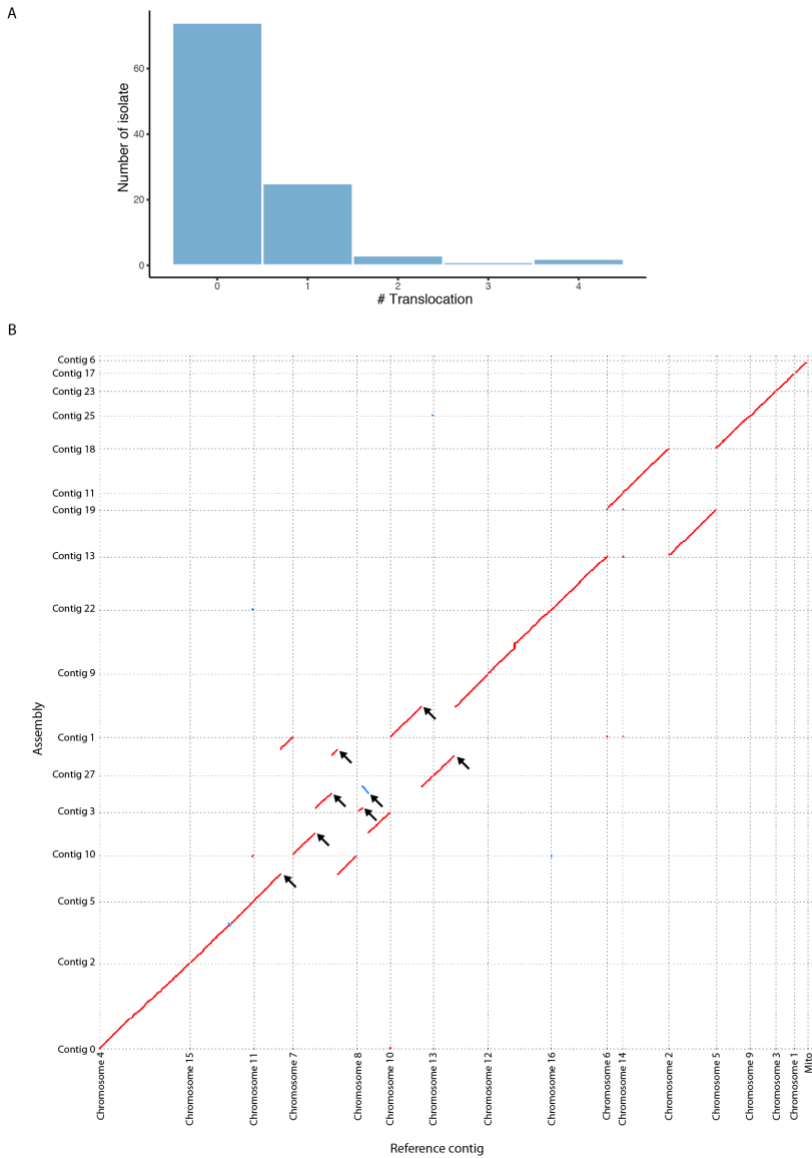 A
Number of isolate
60
40
20
0
0 1 2 3 4
# Translocation
B
Assembly
Contig 6
Contig 17
Contig 23
Contig 25
Contig 18
Contig 11
Contig 19
Contig 13
Contig 22
Contig 9
Contig 1
Contig 27
Contig 3
Contig 10
Contig 5
Contig 2
Contig 0
Chromosome 4
Chromosome 15
Chromosome 11
Chromosome 7
Chromosome 8
Chromosome 10
Chromosome 13
Chromosome 12
Chromosome 16
Chromosome 6
Chromosome 14
Chromosome 2
Chromosome 5
Chromosome 9
Chromosome 3
Chromosome 1
Mito
Reference contig